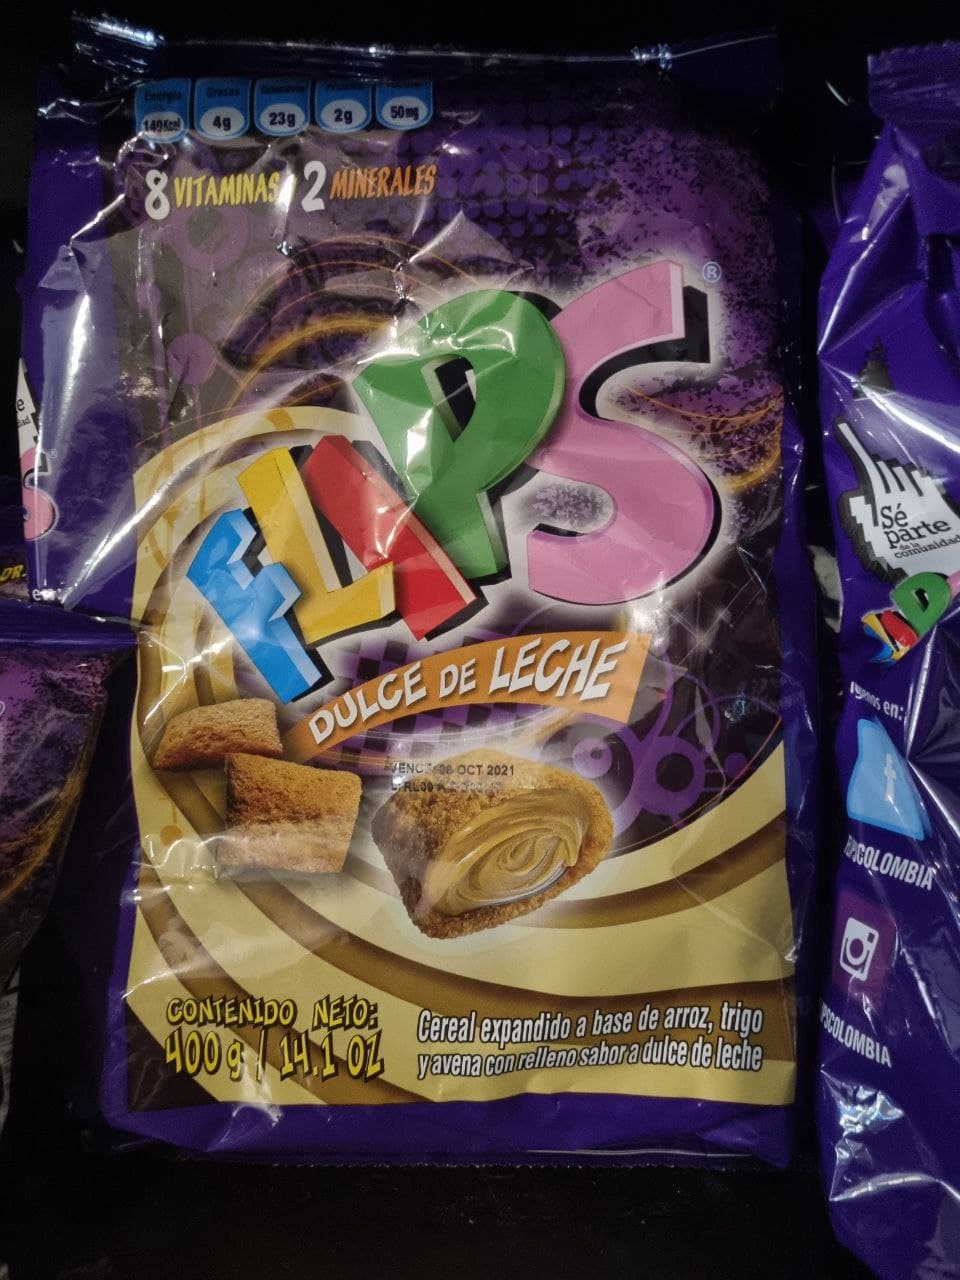 Energía Grasas
140Kcal 4g 23g 2g 50mg
8 VITAMINAS 2 MINERALES
FLIPS®
DULCE DE LECHE
OCT 2021
CONTENIDO NETO:
400 g / 14.1 OZ
Cereal expandido a base de arroz, trigo
y avena con relleno sabor a dulce de leche
Sé
parte
de la
comunidad
en:
COLOMBIA
PSCOLOMBIA